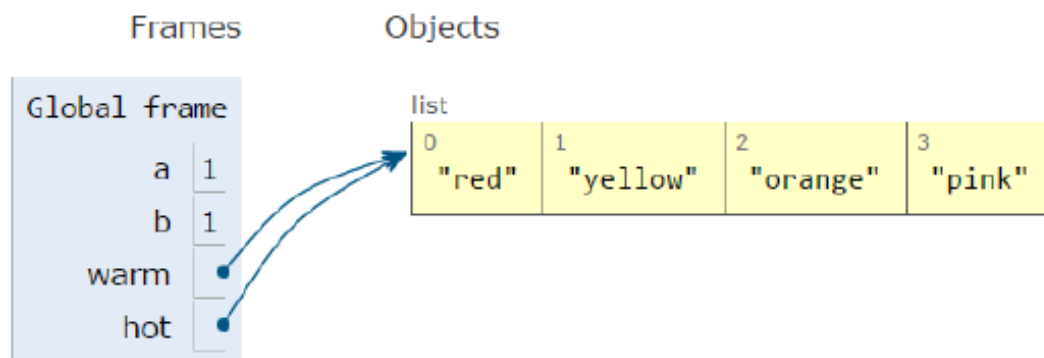 Frames Objects
Global frame
a 1
b 1
warm
hot
list
0 1 2 3
"red" "yellow" "orange" "pink"